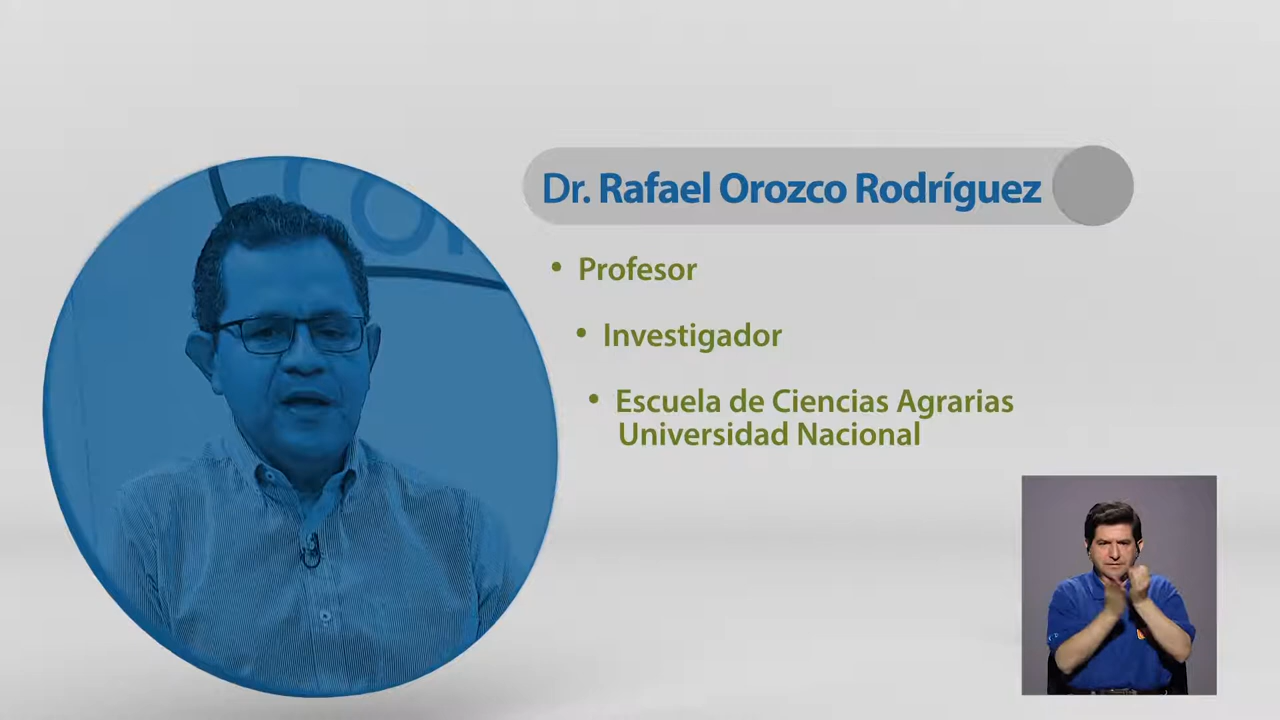 Dr. Rafael Orozco Rodríguez
• Profesor
• Investigador
• Escuela de Ciencias Agrarias
Universidad Nacional